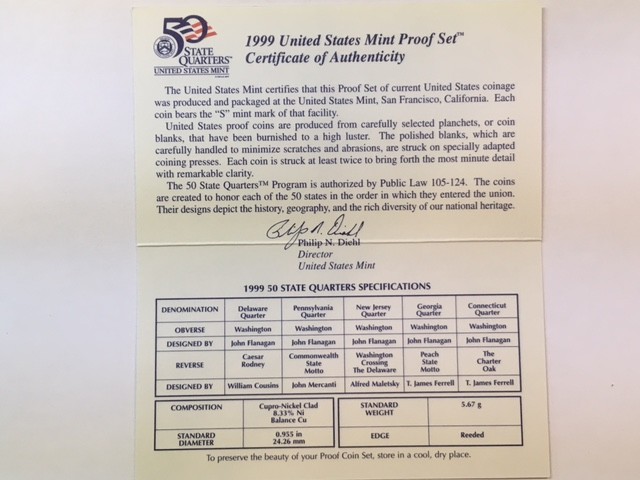 50
STATE
QUARTERS™
UNITED STATES MINT
1999 United States Mint Proof Set™
Certificate of Authenticity
The United States Mint certifies that this Proof Set of current United States coinage
was produced and packaged at the United States Mint, San Francisco, California. Each
coin bears the “S” mint mark of that facility.
United States proof coins are produced from carefully selected planchets, or coin
blanks, that have been burnished to a high luster. The polished blanks, which are
carefully handled to minimize scratches and abrasions, are struck on specially adapted
coining presses. Each coin is struck at least twice to bring forth the most minute detail
with remarkable clarity.
The 50 State Quarters™ Program is authorized by Public Law 105-124. The coins
are created to honor each of the 50 states in the order in which they entered the union.
Their designs depict the history, geography, and the rich diversity of our national heritage.
Philip N. Diehl
Philip N. Diehl
Director
United States Mint
1999 50 STATE QUARTERS SPECIFICATIONS
DENOMINATION Delaware Quarter Pennsylvania Quarter New Jersey Quarter Georgia Quarter Connecticut Quarter
OBVERSE Washington Washington Washington Washington Washington
DESIGNED BY John Flanagan John Flanagan John Flanagan John Flanagan John Flanagan
REVERSE Caesar Rodney Commonwealth State Motto Washington Crossing The Delaware Peach State Motto The Charter Oak
DESIGNED BY William Cousins John Mercanti Alfred Maletsky T. James Ferrell T. James Ferrell
COMPOSITION Cupro-Nickel Clad 8.33% Ni Balance Cu STANDARD WEIGHT 5.67 g
STANDARD DIAMETER 0.955 in 24.26 mm EDGE Reeded
To preserve the beauty of your Proof Coin Set, store in a cool, dry place.